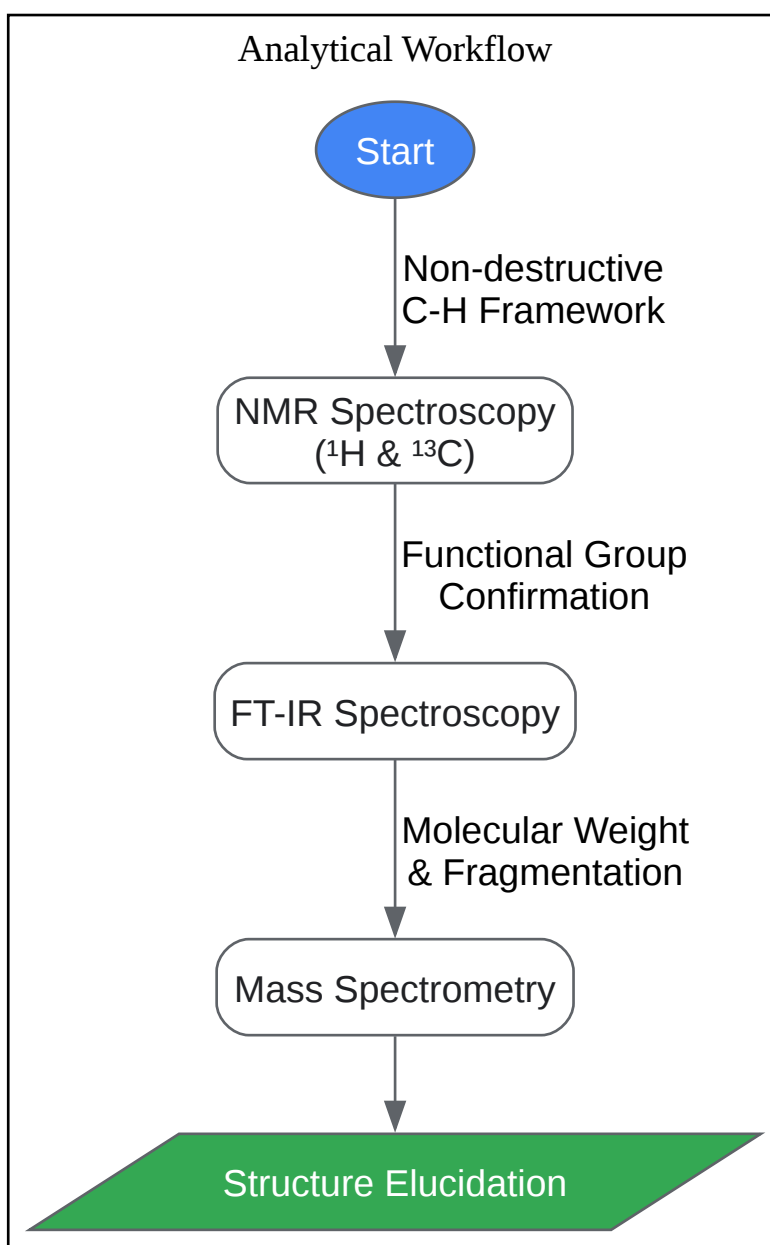 Analytical Workflow
Start
Non-destructive
C-H Framework
NMR Spectroscopy
(¹H & ¹³C)
Functional Group
Confirmation
FT-IR Spectroscopy
Molecular Weight
& Fragmentation
Mass Spectrometry
Structure Elucidation